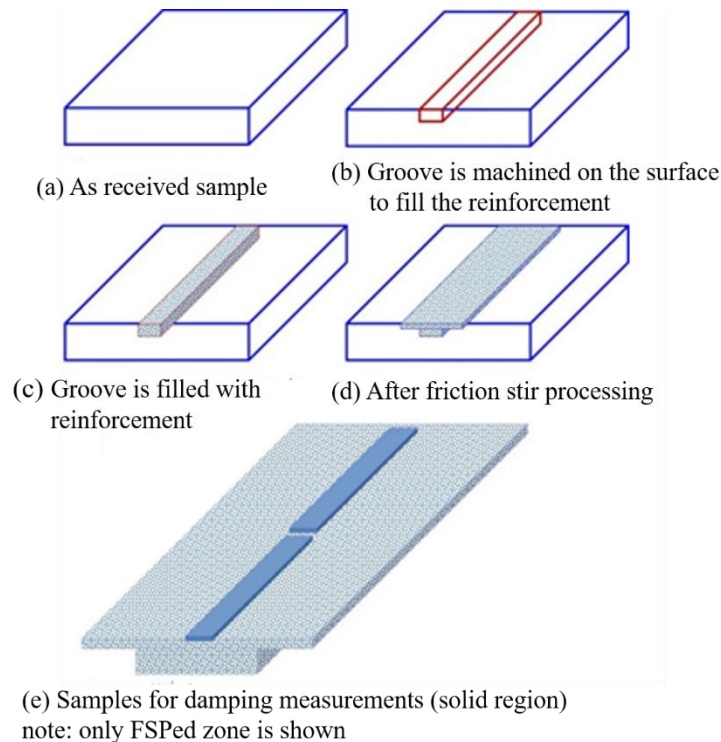 (a) As received sample
(b) Groove is machined on the surface
to fill the reinforcement
(c) Groove is filled with
reinforcement
(d) After friction stir processing
(e) Samples for damping measurements (solid region)
note: only FSPed zone is shown